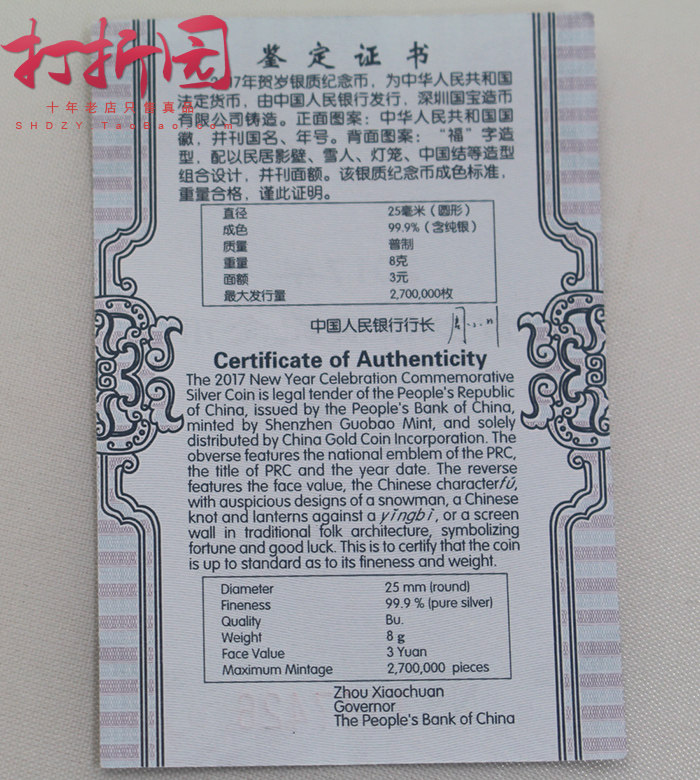 鉴定证书
打折园
十年老店只售真品
SHDZY.TaoBao.com
17年贺岁银质纪念币，为中华人民共和国
法定货币，由中国人民银行发行，深圳国宝造币
有限公司铸造。正面图案：中华人民共和国国
徽，并刊国名、年号。背面图案：“福”字造
型，配以民居影壁、雪人、灯笼、中国结等造型
组合设计，并刊面额。该银质纪念币成色标准，
重量合格，谨此证明。
直径 25毫米（圆形）
成色 99.9%（含纯银）
质量 普制
重量 8克
面额 3元
最大发行量 2,700,000枚
中国人民银行行长
Certificate of Authenticity
The 2017 New Year Celebration Commemorative
Silver Coin is legal tender of the People's Republic
of China, issued by the People's Bank of China,
minted by Shenzhen Guobao Mint, and solely
distributed by China Gold Coin Incorporation. The
obverse features the national emblem of the PRC,
the title of PRC and the year date. The reverse
features the face value, the Chinese character fú,
with auspicious designs of a snowman, a Chinese
knot and lanterns against a yǐngbì, or a screen
wall in traditional folk architecture, symbolizing
fortune and good luck. This is to certify that the coin
is up to standard as to its fineness and weight.
Diameter 25 mm (round)
Fineness 99.9 % (pure silver)
Quality Bu.
Weight 8 g
Face Value 3 Yuan
Maximum Mintage 2,700,000 pieces
Zhou Xiaochuan
Governor
The People's Bank of China